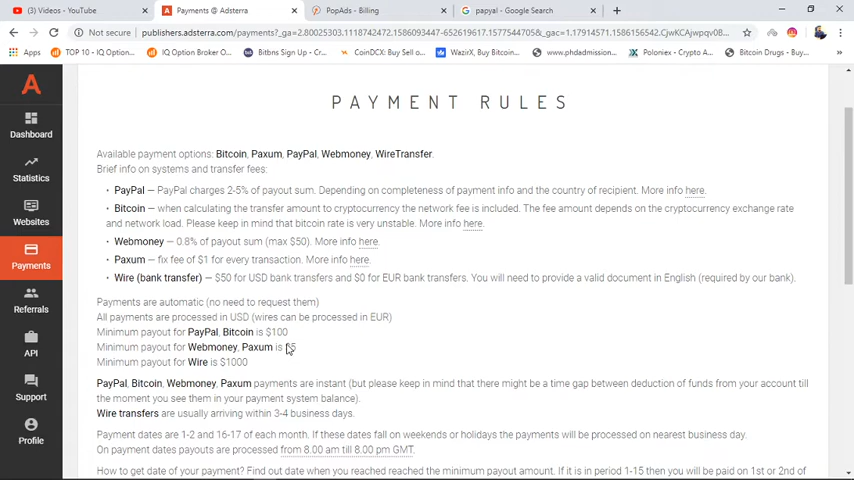 (3) Videos - YouTube
Payments @ Adsterra
PopAds - Billing
papyal - Google Search
Not secure
publishers.adsterra.com/payments?_ga=2.80025303.1118742472.1586093447-652619617.1577544705&_gac=1.17914571.1586156542.CjwKCAjwpqv0B...
Apps
TOP 10 - IQ Option...
IQ Option Broker O...
Bitbns Sign Up - Cr...
CoinDCX: Buy Sell o...
WazirX, Buy Bitcoin...
www.phdadmission...
Poloniex - Crypto A...
Bitcoin Drugs - Buy...
PAYMENT RULES
Dashboard
Statistics
Websites
Payments
Referrals
API
Support
Profile
Available payment options: Bitcoin, Paxum, PayPal, Webmoney, WireTransfer.
Brief info on systems and transfer fees:
• PayPal — PayPal charges 2-5% of payout sum. Depending on completeness of payment info and the country of recipient. More info here.
• Bitcoin — when calculating the transfer amount to cryptocurrency the network fee is included. The fee amount depends on the cryptocurrency exchange rate
and network load. Please keep in mind that bitcoin rate is very unstable. More info here.
• Webmoney — 0.8% of payout sum (max $50). More info here.
• Paxum — fix fee of $1 for every transaction. More info here.
• Wire (bank transfer) — $50 for USD bank transfers and $0 for EUR bank transfers. You will need to provide a valid document in English (required by our bank).
Payments are automatic (no need to request them)
All payments are processed in USD (wires can be processed in EUR)
Minimum payout for PayPal, Bitcoin is $100
Minimum payout for Webmoney, Paxum is
Minimum payout for Wire is $1000
PayPal, Bitcoin, Webmoney, Paxum payments are instant (but please keep in mind that there might be a time gap between deduction of funds from your account till
the moment you see them in your payment system balance).
Wire transfers are usually arriving within 3-4 business days.
Payment dates are 1-2 and 16-17 of each month. If these dates fall on weekends or holidays the payments will be processed on nearest business day.
On payment dates payouts are processed from 8.00 am till 8.00 pm GMT.
How to get date of your payment? Find out date when you reached reached the minimum payout amount. If it is in period 1-15 then you will be paid on 1st or 2nd of